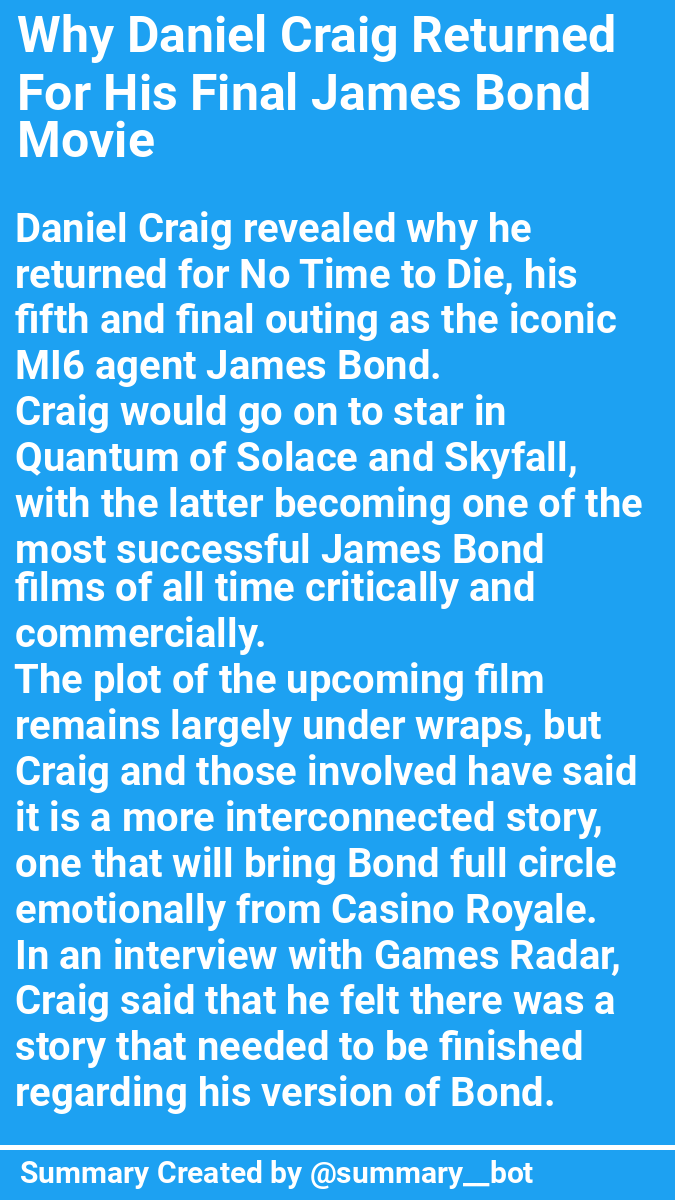 Why Daniel Craig Returned
For His Final James Bond
Movie
Daniel Craig revealed why he
returned for No Time to Die, his
fifth and final outing as the iconic
MI6 agent James Bond.
Craig would go on to star in
Quantum of Solace and Skyfall,
with the latter becoming one of the
most successful James Bond
films of all time critically and
commercially.
The plot of the upcoming film
remains largely under wraps, but
Craig and those involved have said
it is a more interconnected story,
one that will bring Bond full circle
emotionally from Casino Royale.
In an interview with Games Radar,
Craig said that he felt there was a
story that needed to be finished
regarding his version of Bond.
Summary Created by @summary__bot